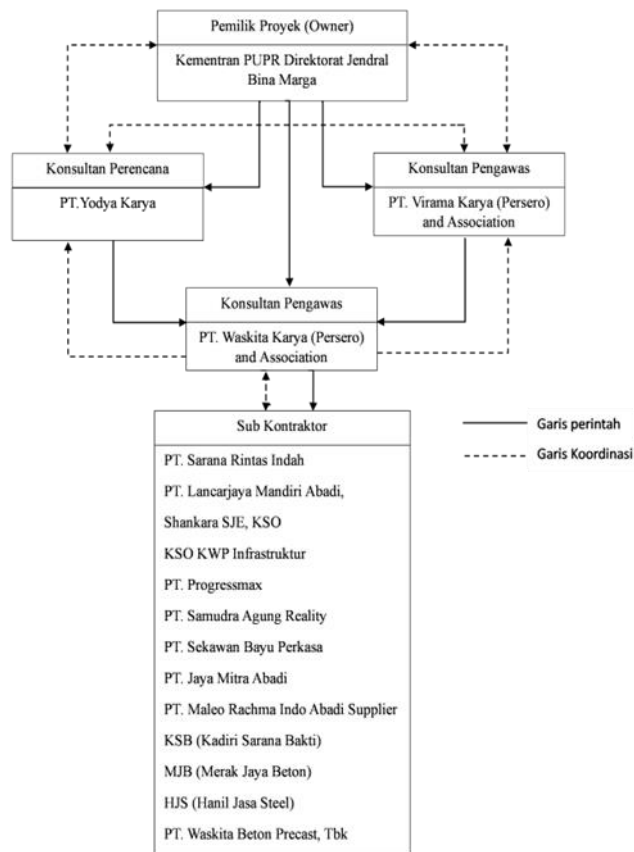 Pemilik Proyek (Owner)
Kementran PUPR Direktorat Jendral
Bina Marga
Konsultan Perencana
PT.Yodya Karya
Konsultan Pengawas
PT. Virama Karya (Persero)
and Association
Konsultan Pengawas
PT. Waskita Karya (Persero)
and Association
Sub Kontraktor
PT. Sarana Rintas Indah
PT. Lancarjaya Mandiri Abadi,
Shankara SJE, KSO
KSO KWP Infrastruktur
PT. Progressmax
PT. Samudra Agung Reality
PT. Sekawan Bayu Perkasa
PT. Jaya Mitra Abadi
PT. Maleo Rachma Indo Abadi Supplier
KSB (Kadiri Sarana Bakti)
MJB (Merak Jaya Beton)
HJS (Hanil Jasa Steel)
PT. Waskita Beton Precast, Tbk
Garis perintah
Garis Koordinasi